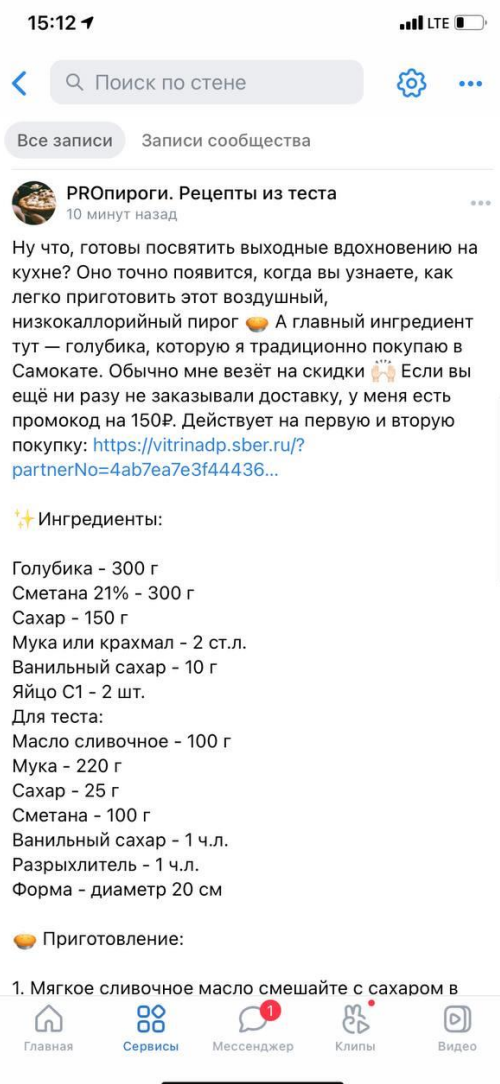 15:12
LTE
Поиск по стене
Все записи Записи сообщества
PROпироги. Рецепты из теста
10 минут назад
Ну что, готовы посвятить выходные вдохновению на
кухне? Оно точно появится, когда вы узнаете, как
легко приготовить этот воздушный,
низкокаллорийный пирог 🥧 А главный ингредиент
тут — голубика, которую я традиционно покупаю в
Самокате. Обычно мне везёт на скидки 🙌🏻 Если вы
ещё ни разу не заказывали доставку, у меня есть
промокод на 150₽. Действует на первую и вторую
покупку: https://vitrinadp.sber.ru/?
partnerNo=4ab7ea7e3f44436...
✨Ингредиенты:
Голубика - 300 г
Сметана 21% - 300 г
Сахар - 150 г
Мука или крахмал - 2 ст.л.
Ванильный сахар - 10 г
Яйцо С1 - 2 шт.
Для теста:
Масло сливочное - 100 г
Мука - 220 г
Сахар - 25 г
Сметана - 100 г
Ванильный сахар - 1 ч.л.
Разрыхлитель - 1 ч.л.
Форма - диаметр 20 см
🥧 Приготовление:
1. Мягкое сливочное масло смешайте с сахаром в
1
Главная Сервисы Мессенджер Клипы Видео